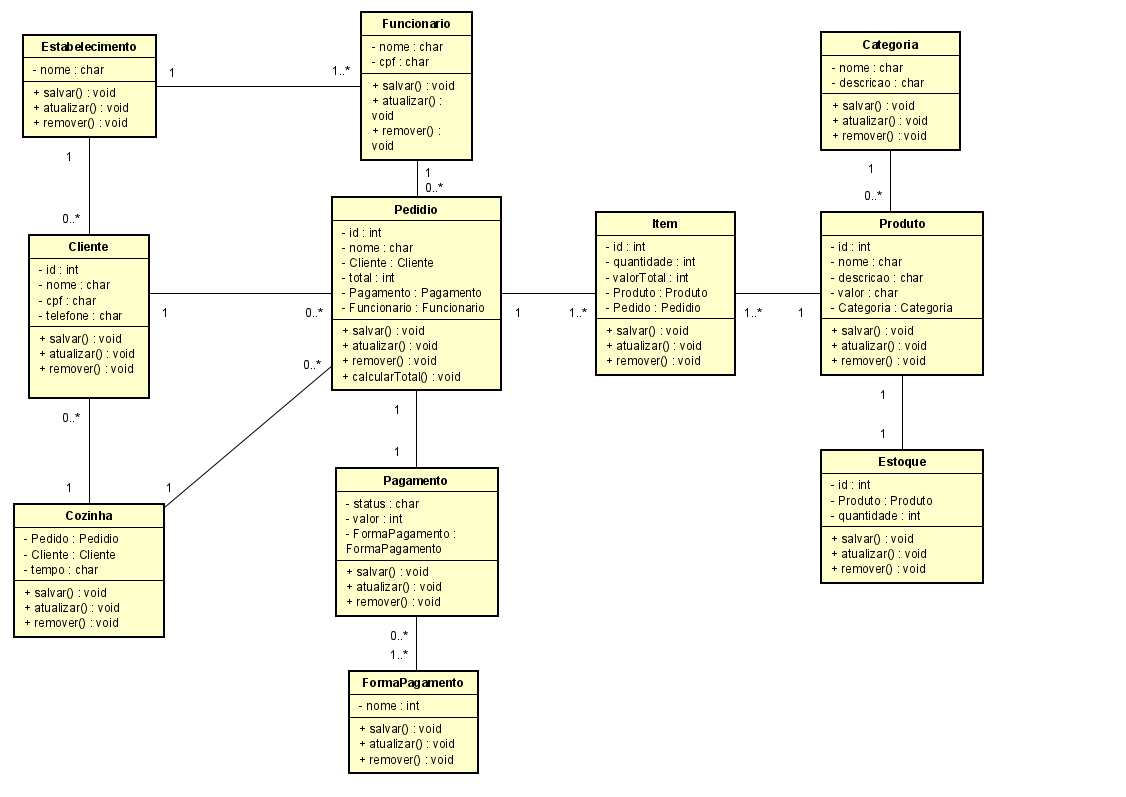 Estabelecimento
- nome : char
+ salvar() : void
+ atualizar() : void
+ remover() : void
1
1..*
Funcionario
- nome : char
- cpf : char
+ salvar() : void
+ atualizar() :
void
+ remover() :
void
Categoria
- nome : char
- descricao : char
+ salvar() : void
+ atualizar() : void
+ remover() : void
1
0..*
1
0..*
1
0..*
Cliente
- id : int
- nome : char
- cpf : char
- telefone : char
+ salvar() : void
+ atualizar() : void
+ remover() : void
1
0..*
Pedidio
- id : int
- nome : char
- Cliente : Cliente
- total : int
- Pagamento : Pagamento
- Funcionario : Funcionario
+ salvar() : void
+ atualizar() : void
+ remover() : void
+ calcularTotal() : void
1
1..*
Item
- id : int
- quantidade : int
- valorTotal : int
- Produto : Produto
- Pedido : Pedidio
+ salvar() : void
+ atualizar() : void
+ remover() : void
1..*
1
Produto
- id : int
- nome : char
- descricao : char
- valor : char
- Categoria : Categoria
+ salvar() : void
+ atualizar() : void
+ remover() : void
0..*
1
0..*
1
1
1
1
1
Cozinha
- Pedido : Pedidio
- Cliente : Cliente
- tempo : char
+ salvar() : void
+ atualizar() : void
+ remover() : void
Pagamento
- status : char
- valor : int
- FormaPagamento :
FormaPagamento
+ salvar() : void
+ atualizar() : void
+ remover() : void
Estoque
- id : int
- Produto : Produto
- quantidade : int
+ salvar() : void
+ atualizar() : void
+ remover() : void
0..*
1..*
FormaPagamento
- nome : int
+ salvar() : void
+ atualizar() : void
+ remover() : void